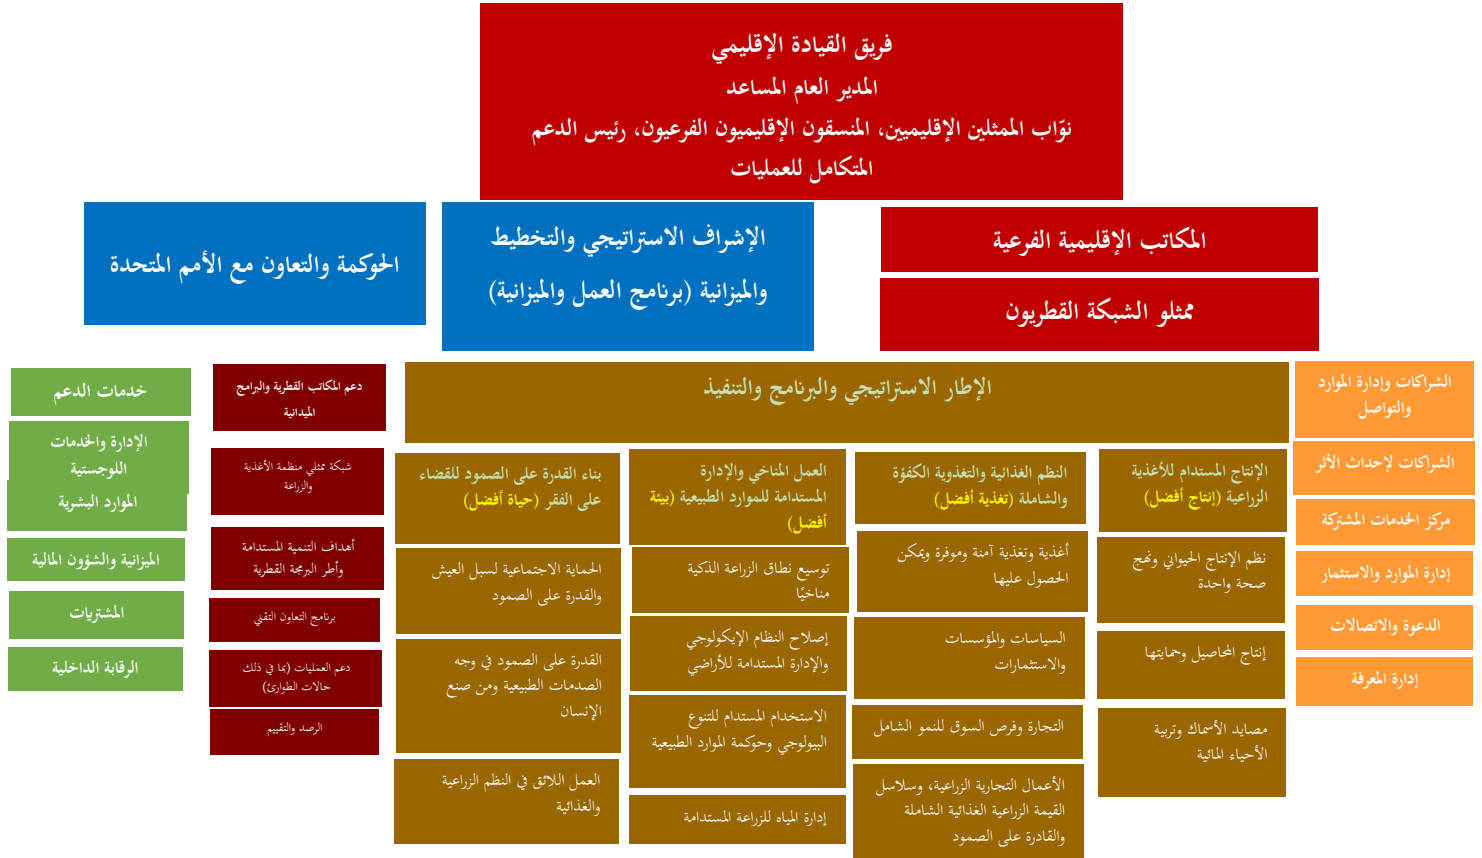 فريق القيادة الإقليمي
المدير العام المساعد
نوّاب الممثلين الإقليميين، المنسقون الإقليميون الفرعيون، رئيس الدعم
المتكامل للعمليات
المكاتب الإقليمية الفرعية
ممثلو الشبكة القطريون
الإشراف الاستراتيجي والتخطيط
والميزانية (برنامج العمل والميزانية)
الحوكمة والتعاون مع الأمم المتحدة
الشراكات وإدارة الموارد
والتواصل
الشراكات لإحداث الأثر
مركز الخدمات المشتركة
إدارة الموارد والاستثمار
الدعوة والاتصالات
إدارة المعرفة
الإطار الاستراتيجي والبرنامج والتنفيذ
الإنتاج المستدام للأغذية
الزراعية (إنتاج أفضل)
نظم الإنتاج الحيواني ونهج
صحة واحدة
إنتاج المحاصيل وحمايتها
مصايد الأسماك وتربية
الأحياء المائية
النظم الغذائية والتغذوية الكفؤة
والشاملة (تغذية أفضل)
أغذية وتغذية آمنة وموفرة ويمكن
الحصول عليها
السياسات والمؤسسات
والاستثمارات
التجارة وفرص السوق للنمو الشامل
الأعمال التجارية الزراعية، وسلاسل
القيمة الزراعية الغذائية الشاملة
والقادرة على الصمود
العمل المناخي والإدارة
المستدامة للموارد الطبيعية (بيئة
أفضل)
توسيع نطاق الزراعة الذكية
مناخيًا
إصلاح النظام الإيكولوجي
والإدارة المستدامة للأراضي
الاستخدام المستدام للتنوع
البيولوجي وحوكمة الموارد الطبيعية
إدارة المياه للزراعة المستدامة
بناء القدرة على الصمود للقضاء
على الفقر (حياة أفضل)
الحماية الاجتماعية لسبل العيش
والقدرة على الصمود
القدرة على الصمود في وجه
الصدمات الطبيعية ومن صنع
الإنسان
العمل اللائق في النظم الزراعية
والغذائية
دعم المكاتب القطرية والبرامج
الميدانية
شبكة ممثلي منظمة الأغذية
والزراعة
أهداف التنمية المستدامة
وأطر البرمجة القطرية
برنامج التعاون التقني
دعم العمليات (بما في ذلك
حالات الطوارئ)
الرصد والتقييم
خدمات الدعم
الإدارة والخدمات
اللوجستية
الموارد البشرية
الميزانية والشؤون المالية
المشتريات
الرقابة الداخلية